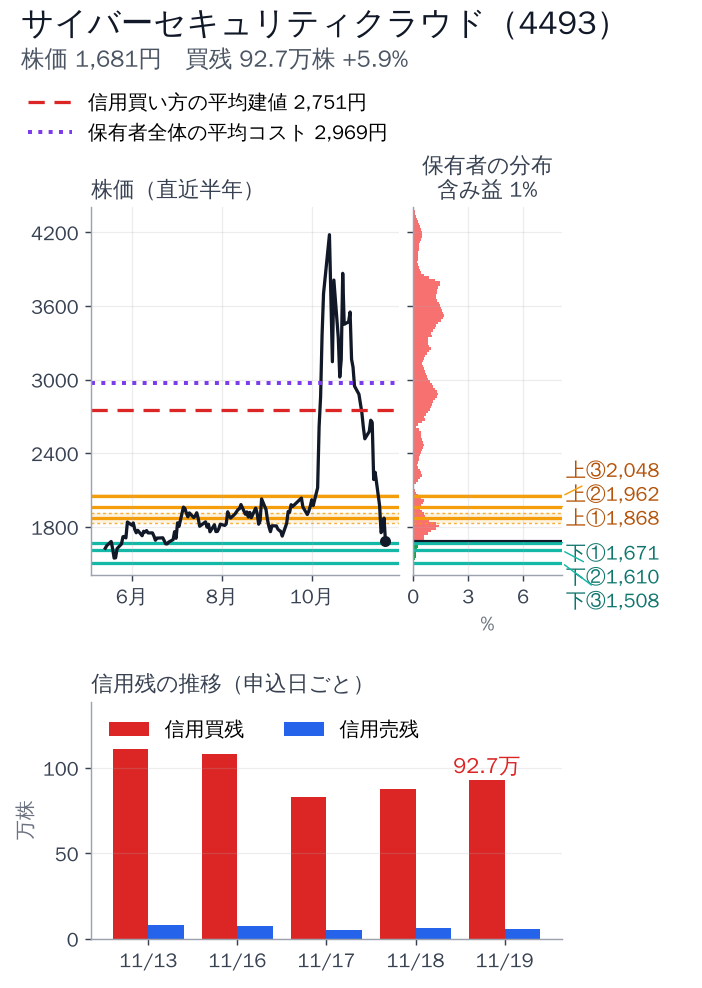 サイバーセキュリティクラウド（4493）
株価 1,681円　買残 92.7万株 +5.9%
信用買い方の平均建値 2,751円
保有者全体の平均コスト 2,969円
株価（直近半年）
保有者の分布
含み益 1%
4200
3600
3000
2400
1800
6月
8月
10月
0
3
6
%
上③2,048
上②1,962
上①1,868
下①1,671
下②1,610
下③1,508
信用残の推移（申込日ごと）
信用買残
信用売残
92.7万
万株
100
50
0
11/13
11/16
11/17
11/18
11/19